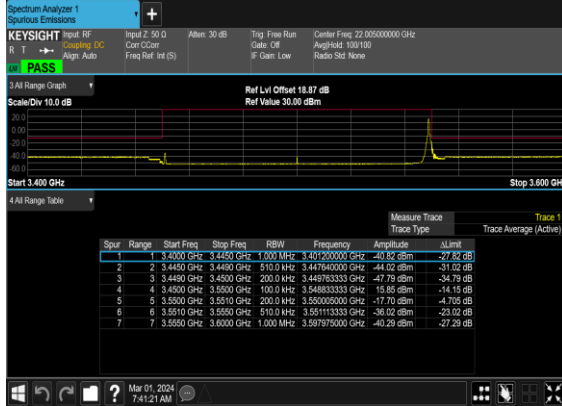 Spectrum Analyzer 1
Spurious Emissions
+
KEYSIGHT Input: RF Input Z: 50 Ω Atten: 30 dB Trig: Free Run Center Freq: 22.005000000 GHz
R T Coupling: DC Corr CCorr Gate: Off Avg|Hold: 100/100
Align: Auto Freq Ref: Int (S) IF Gain: Low Radio Std: None
PASS
3 All Range Graph
Ref Lvl Offset 18.87 dB
Scale/Div 10.0 dB Ref Value 30.00 dBm
20.0
0.00
-20.0
-40.0
-60.0
Start 3.400 GHz Stop 3.600 GH
4 All Range Table
Measure Trace Trace 1
Trace Type Trace Average (Active)
Spur Range Start Freq Stop Freq RBW Frequency Amplitude ΔLimit
1 1 3.4000 GHz 3.4450 GHz 1.000 MHz 3.401200000 GHz -40.82 dBm -27.82 dB
2 2 3.4450 GHz 3.4490 GHz 510.0 kHz 3.447640000 GHz -44.02 dBm -31.02 dB
3 3 3.4490 GHz 3.4500 GHz 200.0 kHz 3.449763333 GHz -47.79 dBm -34.79 dB
4 4 3.4500 GHz 3.5500 GHz 100.0 kHz 3.548833333 GHz 15.85 dBm -14.15 dB
5 5 3.5500 GHz 3.5510 GHz 200.0 kHz 3.550005000 GHz -17.70 dBm -4.705 dB
6 6 3.5510 GHz 3.5550 GHz 510.0 kHz 3.551113333 GHz -36.02 dBm -23.02 dB
7 7 3.5550 GHz 3.6000 GHz 1.000 MHz 3.597975000 GHz -40.29 dBm -27.29 dB
? Mar 01, 2024
7:41:21 AM